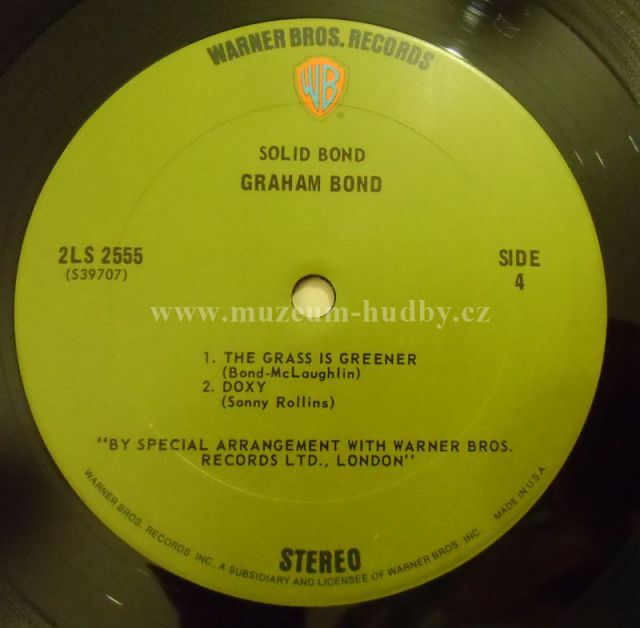 WARNER BROS. RECORDS
WB
®
SOLID BOND
GRAHAM BOND
2LS 2555
(S39707)
SIDE
4
www.muzeum-hudby.cz
1. THE GRASS IS GREENER
(Bond-McLaughlin)
2. DOXY
(Sonny Rollins)
"BY SPECIAL ARRANGEMENT WITH WARNER BROS.
RECORDS LTD., LONDON"
STEREO
WARNER BROS. RECORDS INC., A SUBSIDIARY AND LICENSEE OF WARNER BROS. INC.
MADE IN U.S.A.